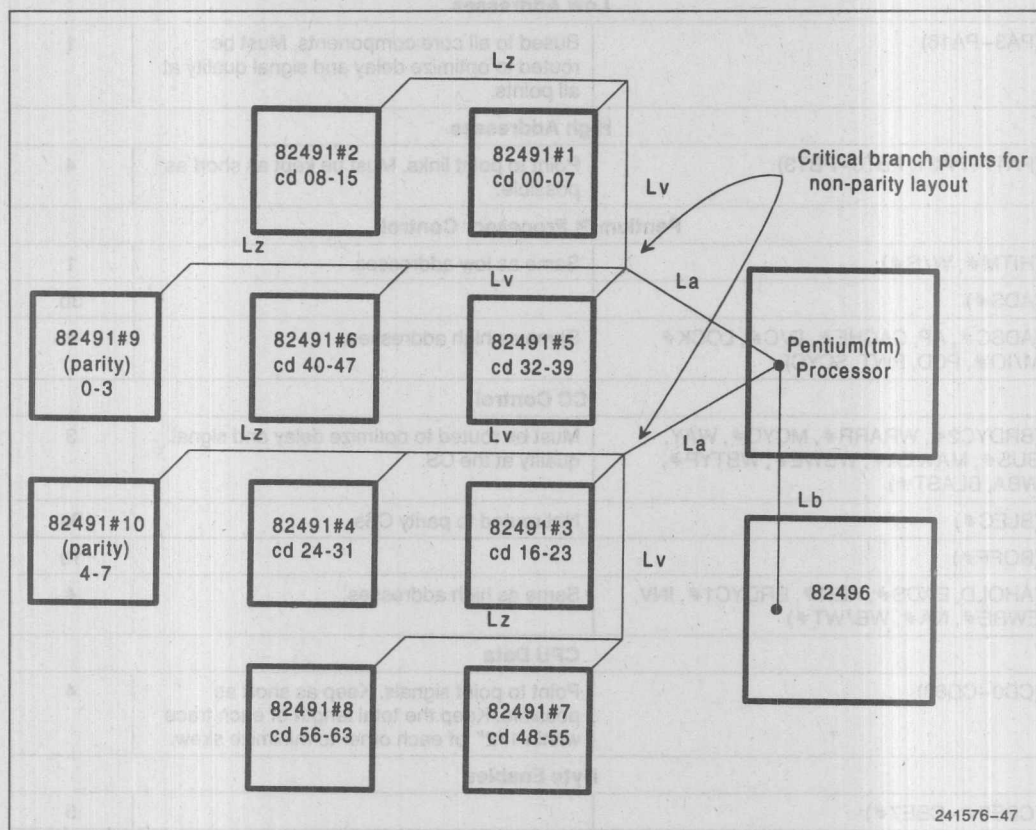 Lz
82491#2
cd 08-15
82491#1
cd 00-07
Critical branch points for
non-parity layout
Lv
Lz
Lv
La
82491#9
(parity)
0-3
82491#6
cd 40-47
82491#5
cd 32-39
Pentium(tm)
Processor
Lz
Lv
La
82491#10
(parity)
4-7
82491#4
cd 24-31
82491#3
cd 16-23
Lb
Lv
82496
Lz
82491#8
cd 56-63
82491#7
cd 48-55
241576-47